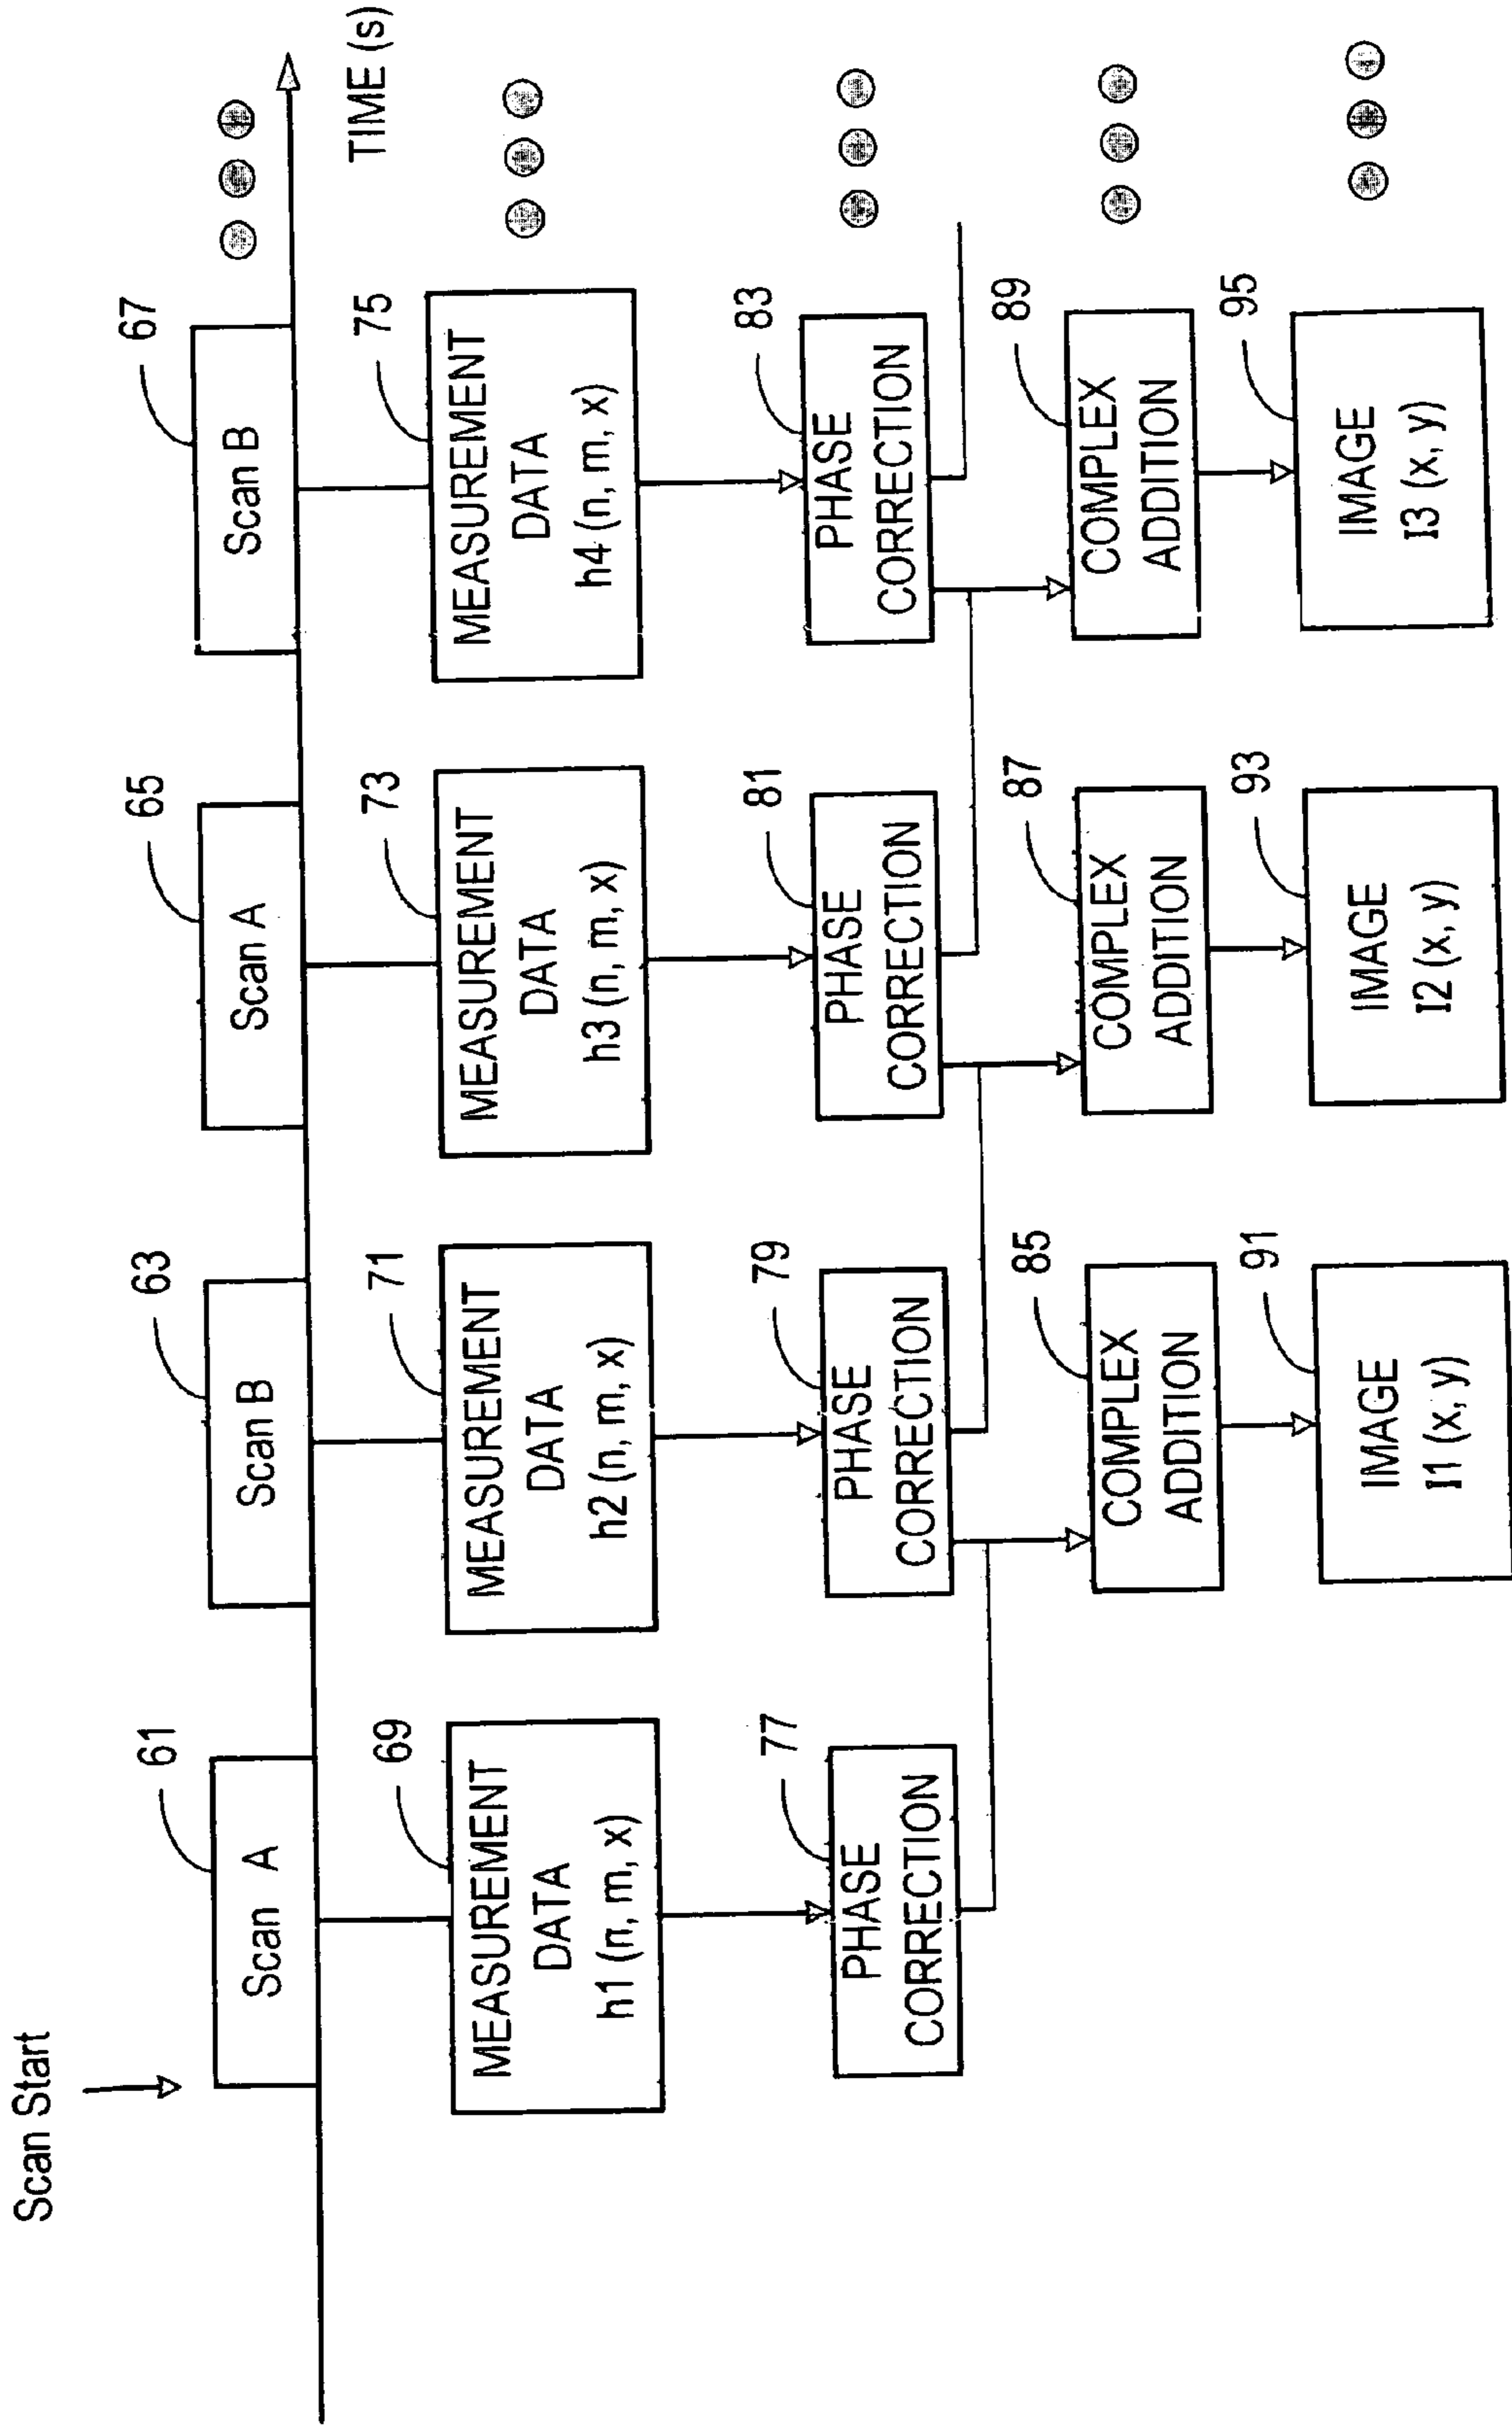 Scan Start
61
63
65
67
Scan A
Scan B
Scan A
Scan B
TIME (s)
69
71
73
75
MEASUREMENT
DATA
h1 (n, m, x)
MEASUREMENT
DATA
h2 (n, m, x)
MEASUREMENT
DATA
h3 (n, m, x)
MEASUREMENT
DATA
h4 (n, m, x)
77
79
81
83
PHASE
CORRECTION
PHASE
CORRECTION
PHASE
CORRECTION
PHASE
CORRECTION
85
87
89
COMPLEX
ADDITION
COMPLEX
ADDITION
COMPLEX
ADDITION
91
93
95
IMAGE
I1 (x, y)
IMAGE
I2 (x, y)
IMAGE
I3 (x, y)